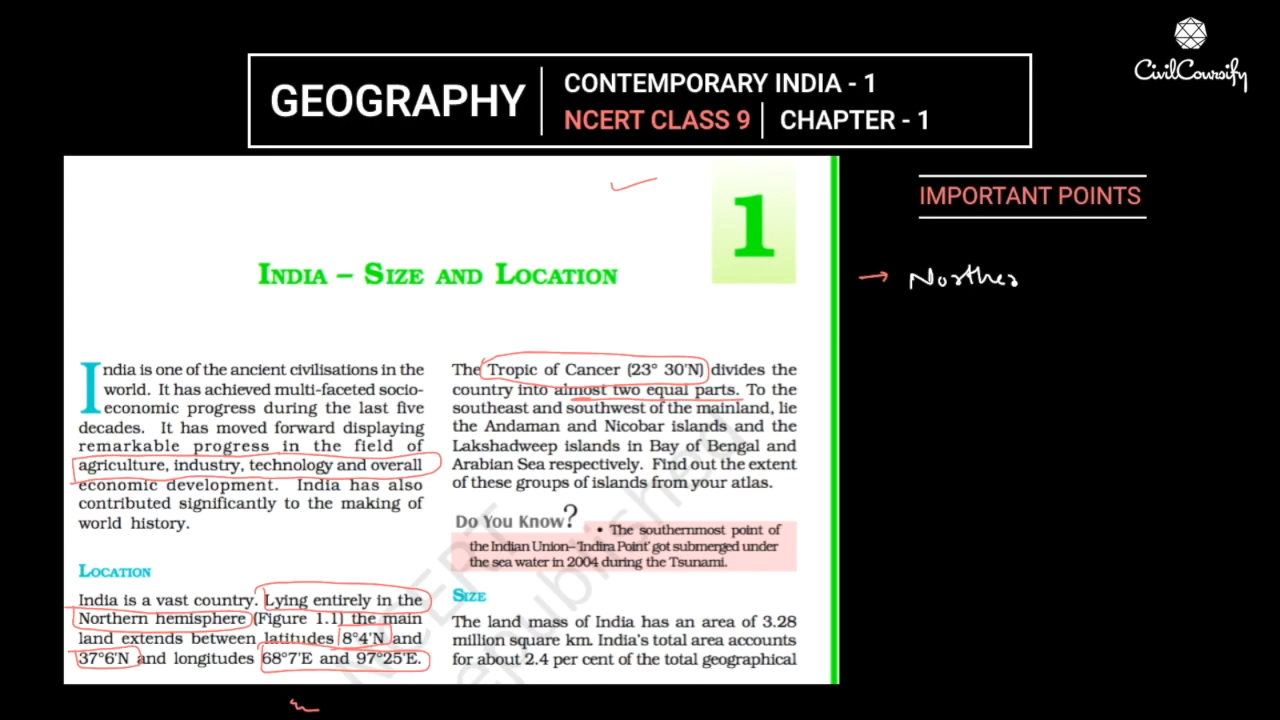 CivilCoursify
GEOGRAPHY
CONTEMPORARY INDIA - 1
NCERT CLASS 9 | CHAPTER - 1
1
INDIA – SIZE AND LOCATION
India is one of the ancient civilisations in the
world. It has achieved multi-faceted socio-
economic progress during the last five
decades. It has moved forward displaying
remarkable progress in the field of
agriculture, industry, technology and overall
economic development. India has also
contributed significantly to the making of
world history.
LOCATION
India is a vast country. Lying entirely in the
Northern hemisphere (Figure 1.1) the main
land extends between latitudes 8°4'N and
37°6'N and longitudes 68°7'E and 97°25'E.
The Tropic of Cancer (23° 30'N) divides the
country into almost two equal parts. To the
southeast and southwest of the mainland, lie
the Andaman and Nicobar islands and the
Lakshadweep islands in Bay of Bengal and
Arabian Sea respectively. Find out the extent
of these groups of islands from your atlas.
Do You Know?
• The southernmost point of
the Indian Union– 'Indira Point' got submerged under
the sea water in 2004 during the Tsunami.
SIZE
The land mass of India has an area of 3.28
million square km. India's total area accounts
for about 2.4 per cent of the total geographical
NCERT
republished
IMPORTANT POINTS
→ Norther